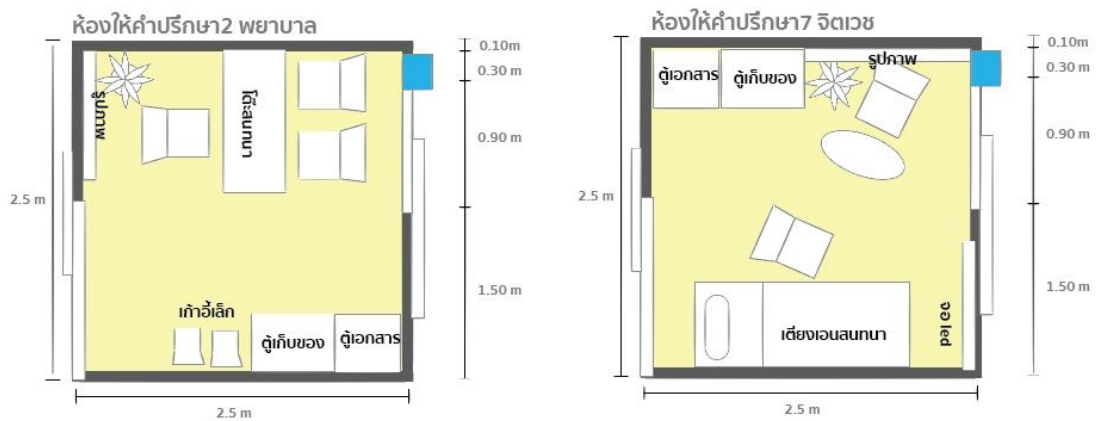 ห้องให้คำปรึกษา2 พยาบาล
รูปภาพ
โต๊ะสนทนา
0.10m
0.30 m
0.90 m
2.5 m
1.50 m
เก้าอี้เล็ก
ตู้เก็บของ
ตู้เอกสาร
2.5 m
ห้องให้คำปรึกษา7 จิตเวช
ตู้เอกสาร
ตู้เก็บของ
รูปภาพ
0.10m
0.30 m
0.90 m
2.5 m
1.50 m
เตียงเอนสนทนา
จอ led
2.5 m